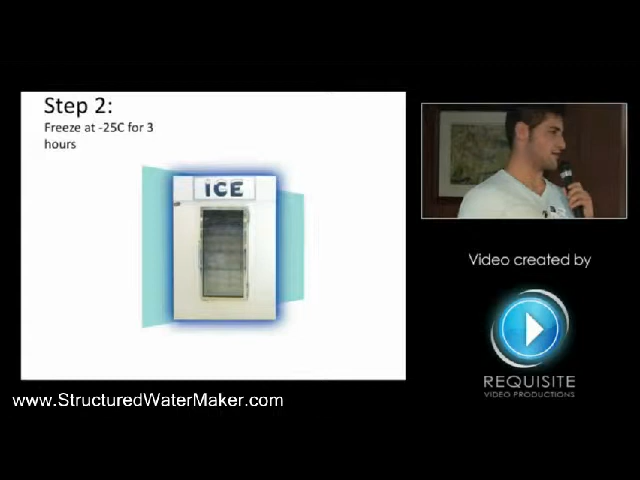 Step 2:
Freeze at -25C for 3
hours
ICE
Video created by
REQUISITE
VIDEO PRODUCTIONS
www.StructuredWaterMaker.com